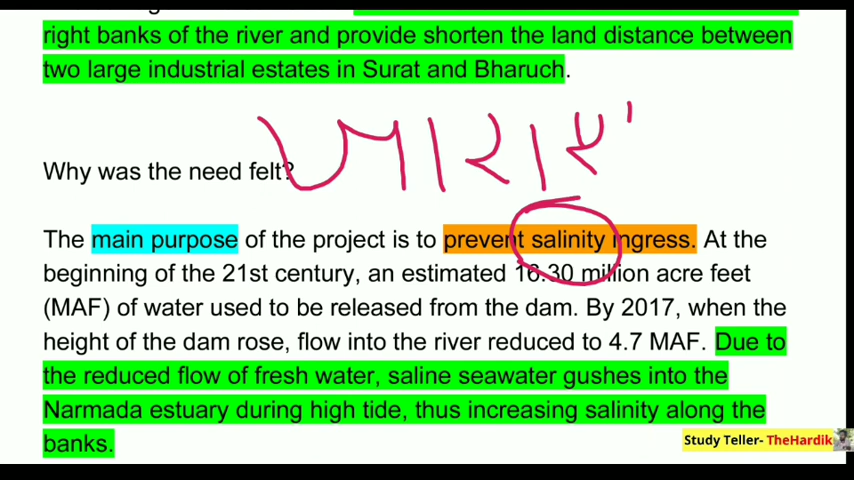 right banks of the river and provide shorten the land distance between
two large industrial estates in Surat and Bharuch.
ખારાશ
Why was the need felt?
The main purpose of the project is to prevent salinity ingress. At the
beginning of the 21st century, an estimated 16.30 million acre feet
(MAF) of water used to be released from the dam. By 2017, when the
height of the dam rose, flow into the river reduced to 4.7 MAF. Due to
the reduced flow of fresh water, saline seawater gushes into the
Narmada estuary during high tide, thus increasing salinity along the
banks.
Study Teller- TheHardik